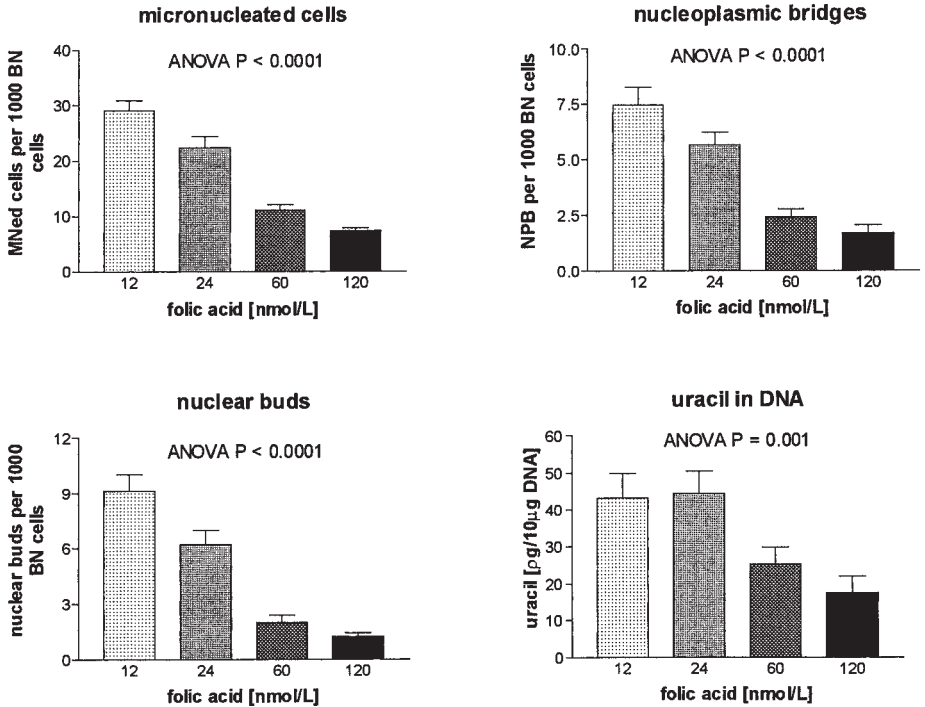 micronucleated cells
ANOVA P < 0.0001
MNed cells per 1000 BN
cells
40
30
20
10
0
12 24 60 120
folic acid [nmol/L]
nucleoplasmic bridges
ANOVA P < 0.0001
NPB per 1000 BN cells
10.0
7.5
5.0
2.5
0.0
12 24 60 120
folic acid [nmol/L]
nuclear buds
ANOVA P < 0.0001
nuclear buds per 1000
BN cells
12
9
6
3
0
12 24 60 120
folic acid [nmol/L]
uracil in DNA
ANOVA P = 0.001
uracil [ρg/10μg DNA]
60
50
40
30
20
10
0
12 24 60 120
folic acid [nmol/L]